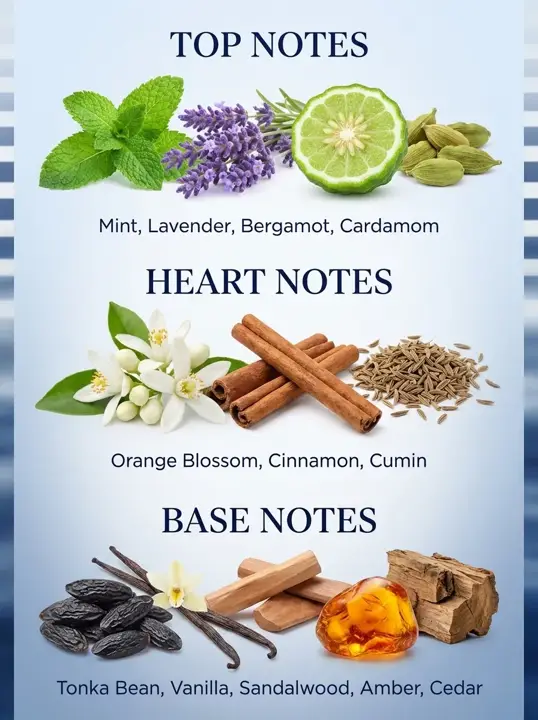 TOP NOTES
Mint, Lavender, Bergamot, Cardamom
HEART NOTES
Orange Blossom, Cinnamon, Cumin
BASE NOTES
Tonka Bean, Vanilla, Sandalwood, Amber, Cedar